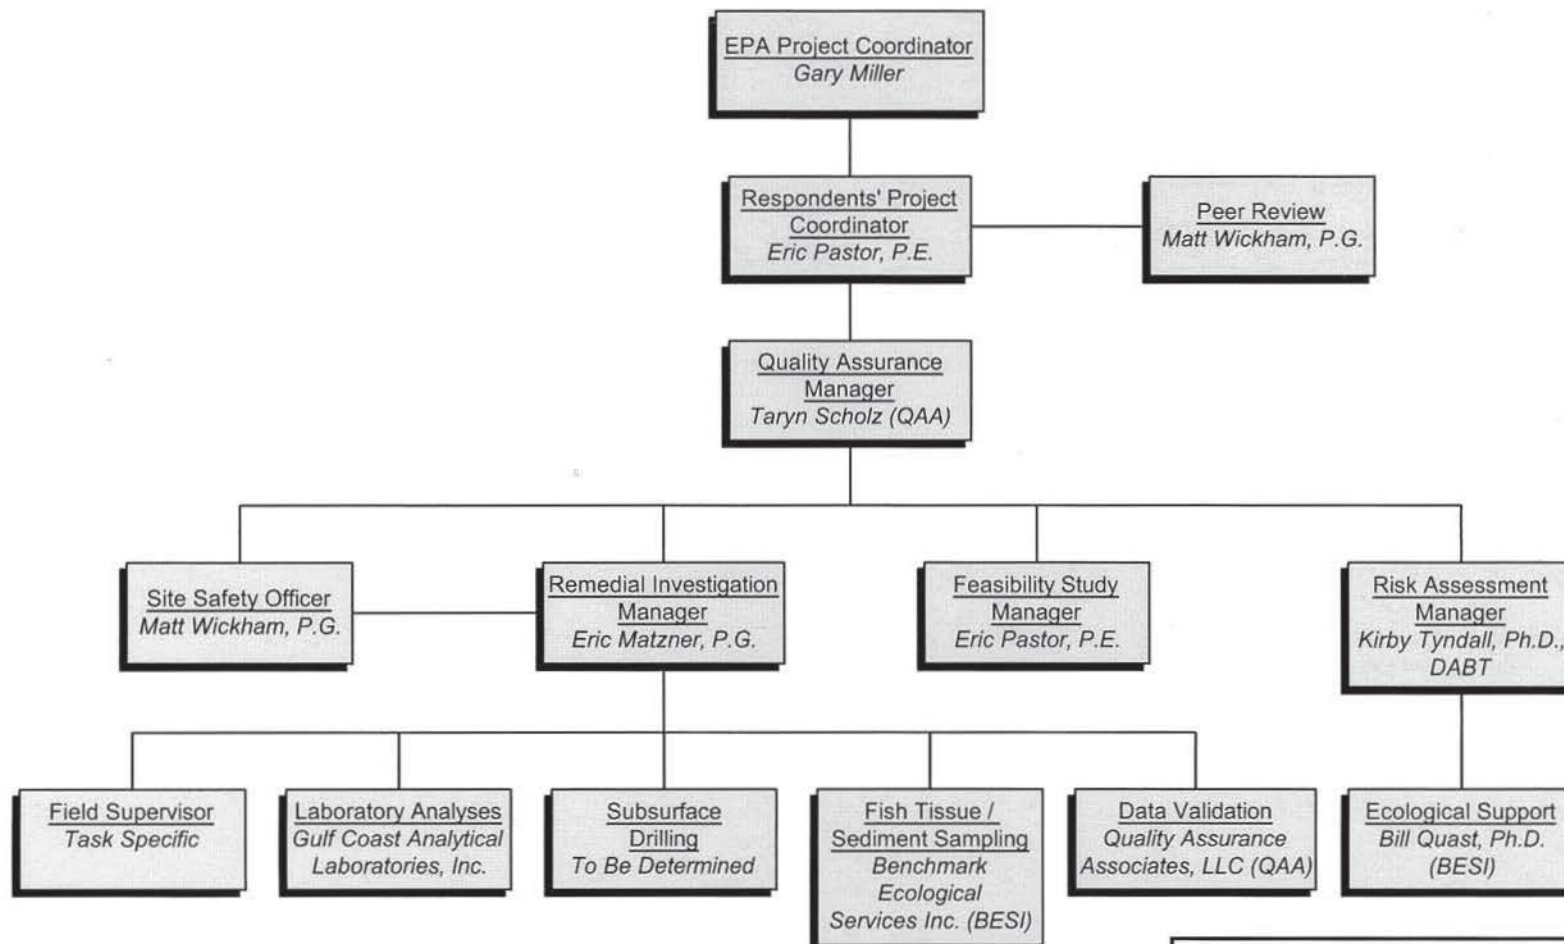 EPA Project Coordinator
Gary Miller
Respondents' Project
Coordinator
Eric Pastor, P.E.
Peer Review
Matt Wickham, P.G.
Quality Assurance
Manager
Taryn Scholz (QAA)
Site Safety Officer
Matt Wickham, P.G.
Remedial Investigation
Manager
Eric Matzner, P.G.
Feasibility Study
Manager
Eric Pastor, P.E.
Risk Assessment
Manager
Kirby Tyndall, Ph.D.,
DABT
Field Supervisor
Task Specific
Laboratory Analyses
Gulf Coast Analytical
Laboratories, Inc.
Subsurface
Drilling
To Be Determined
Fish Tissue /
Sediment Sampling
Benchmark
Ecological
Services Inc. (BESI)
Data Validation
Quality Assurance
Associates, LLC (QAA)
Ecological Support
Bill Quast, Ph.D.
(BESI)